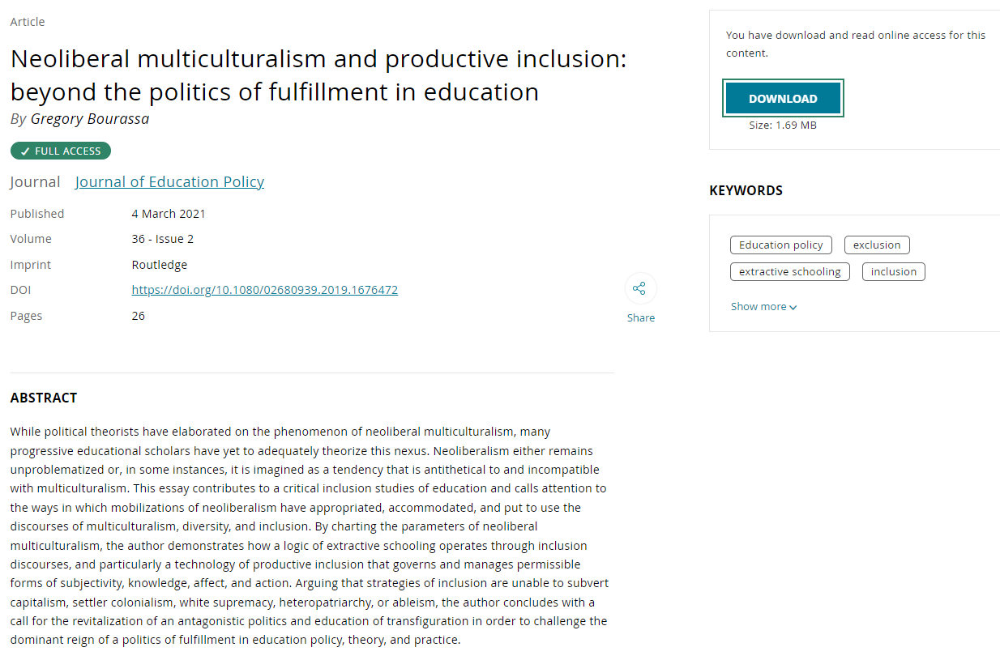 Article
Neoliberal multiculturalism and productive inclusion:
beyond the politics of fulfillment in education
By Gregory Bourassa
✓ FULL ACCESS
Journal Journal of Education Policy
Published 4 March 2021
Volume 36 - Issue 2
Imprint Routledge
DOI https://doi.org/10.1080/02680939.2019.1676472
Pages 26
Share
ABSTRACT
While political theorists have elaborated on the phenomenon of neoliberal multiculturalism, many
progressive educational scholars have yet to adequately theorize this nexus. Neoliberalism either remains
unproblematized or, in some instances, it is imagined as a tendency that is antithetical to and incompatible
with multiculturalism. This essay contributes to a critical inclusion studies of education and calls attention to
the ways in which mobilizations of neoliberalism have appropriated, accommodated, and put to use the
discourses of multiculturalism, diversity, and inclusion. By charting the parameters of neoliberal
multiculturalism, the author demonstrates how a logic of extractive schooling operates through inclusion
discourses, and particularly a technology of productive inclusion that governs and manages permissible
forms of subjectivity, knowledge, affect, and action. Arguing that strategies of inclusion are unable to subvert
capitalism, settler colonialism, white supremacy, heteropatriarchy, or ableism, the author concludes with a
call for the revitalization of an antagonistic politics and education of transfiguration in order to challenge the
dominant reign of a politics of fulfillment in education policy, theory, and practice.
You have download and read online access for this
content.
DOWNLOAD
Size: 1.69 MB
KEYWORDS
Education policy exclusion
extractive schooling inclusion
Show more